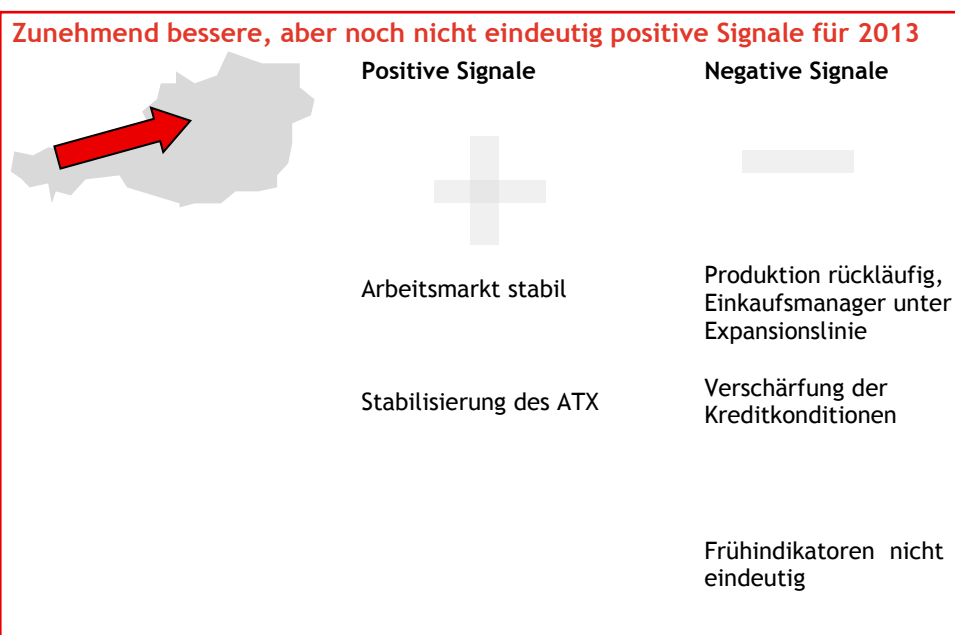 Zunehmend bessere, aber noch nicht eindeutig positive Signale für 2013
Positive Signale
Negative Signale
Arbeitsmarkt stabil
Produktion rückläufig,
Einkaufsmanager unter
Expansionslinie
Stabilisierung des ATX
Verschärfung der
Kreditkonditionen
Frühindikatoren nicht
eindeutig